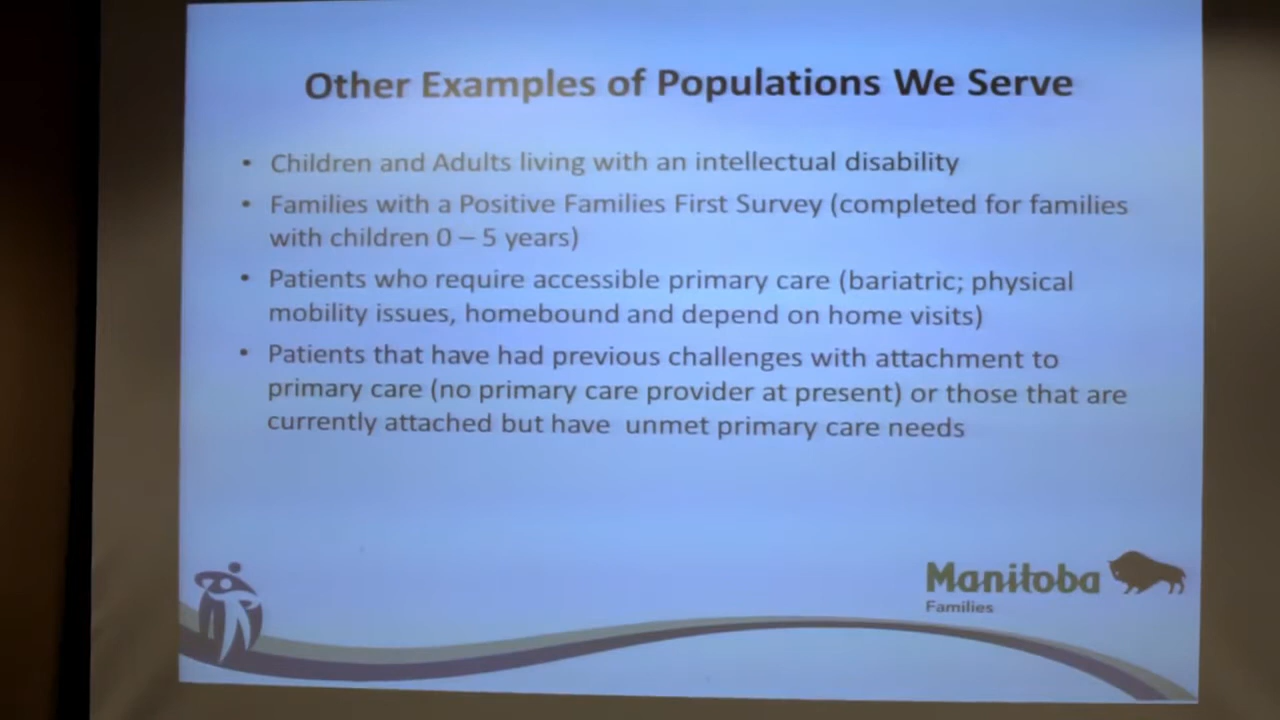 Other Examples of Populations We Serve
• Children and Adults living with an intellectual disability
• Families with a Positive Families First Survey (completed for families
with children 0 – 5 years)
• Patients who require accessible primary care (bariatric; physical
mobility issues, homebound and depend on home visits)
• Patients that have had previous challenges with attachment to
primary care (no primary care provider at present) or those that are
currently attached but have unmet primary care needs
Manitoba
Families